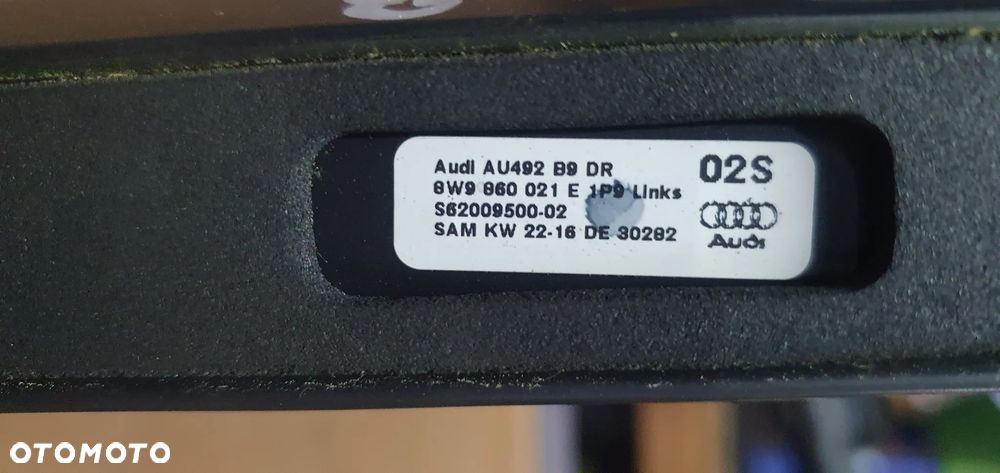 Audi AU492 B9 DR
8W9 860 021 E 1P9 Links
S62009500-02
SAM KW 22-16 DE 30282
02S
Audi
OTOMOTO